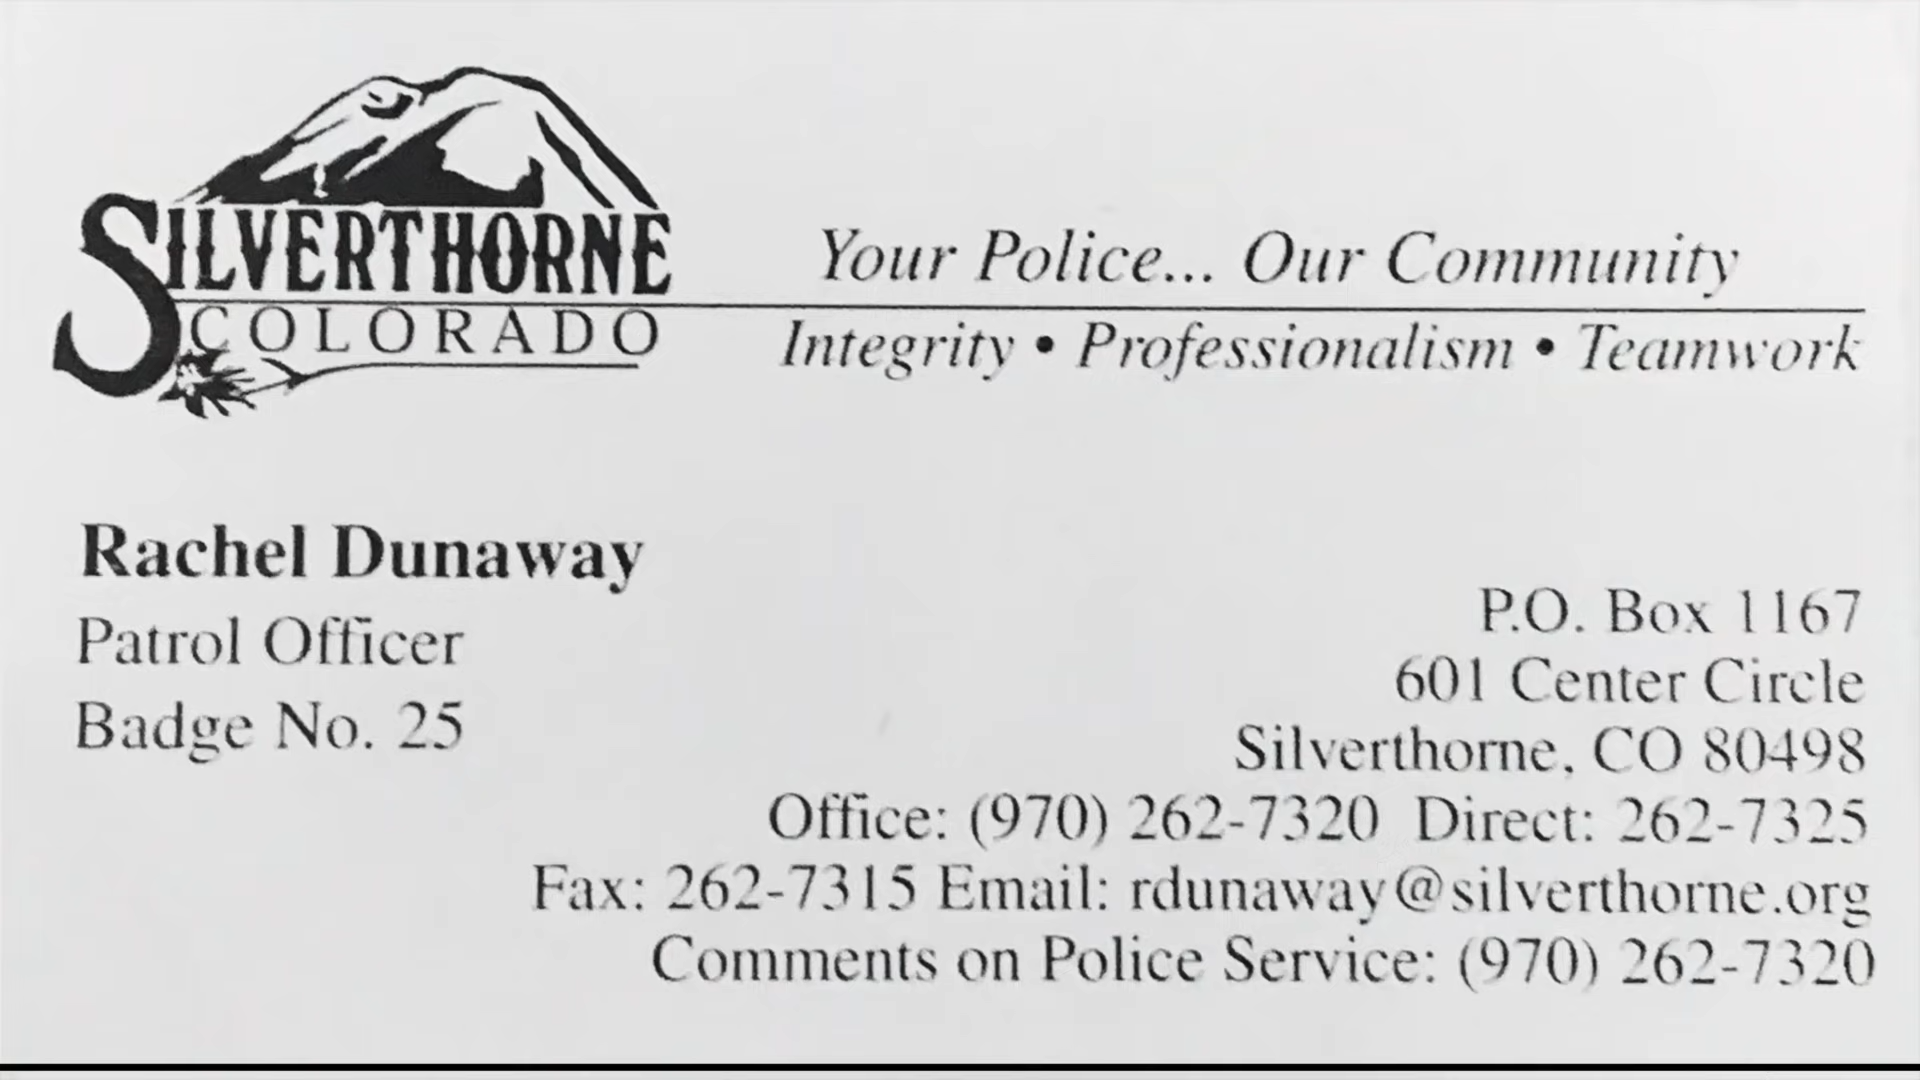 SILVERTHORNE
COLORADO
Your Police... Our Community
Integrity • Professionalism • Teamwork
Rachel Dunaway
Patrol Officer
Badge No. 25
P.O. Box 1167
601 Center Circle
Silverthorne, CO 80498
Office: (970) 262-7320 Direct: 262-7325
Fax: 262-7315 Email: rdunaway@silverthorne.org
Comments on Police Service: (970) 262-7320